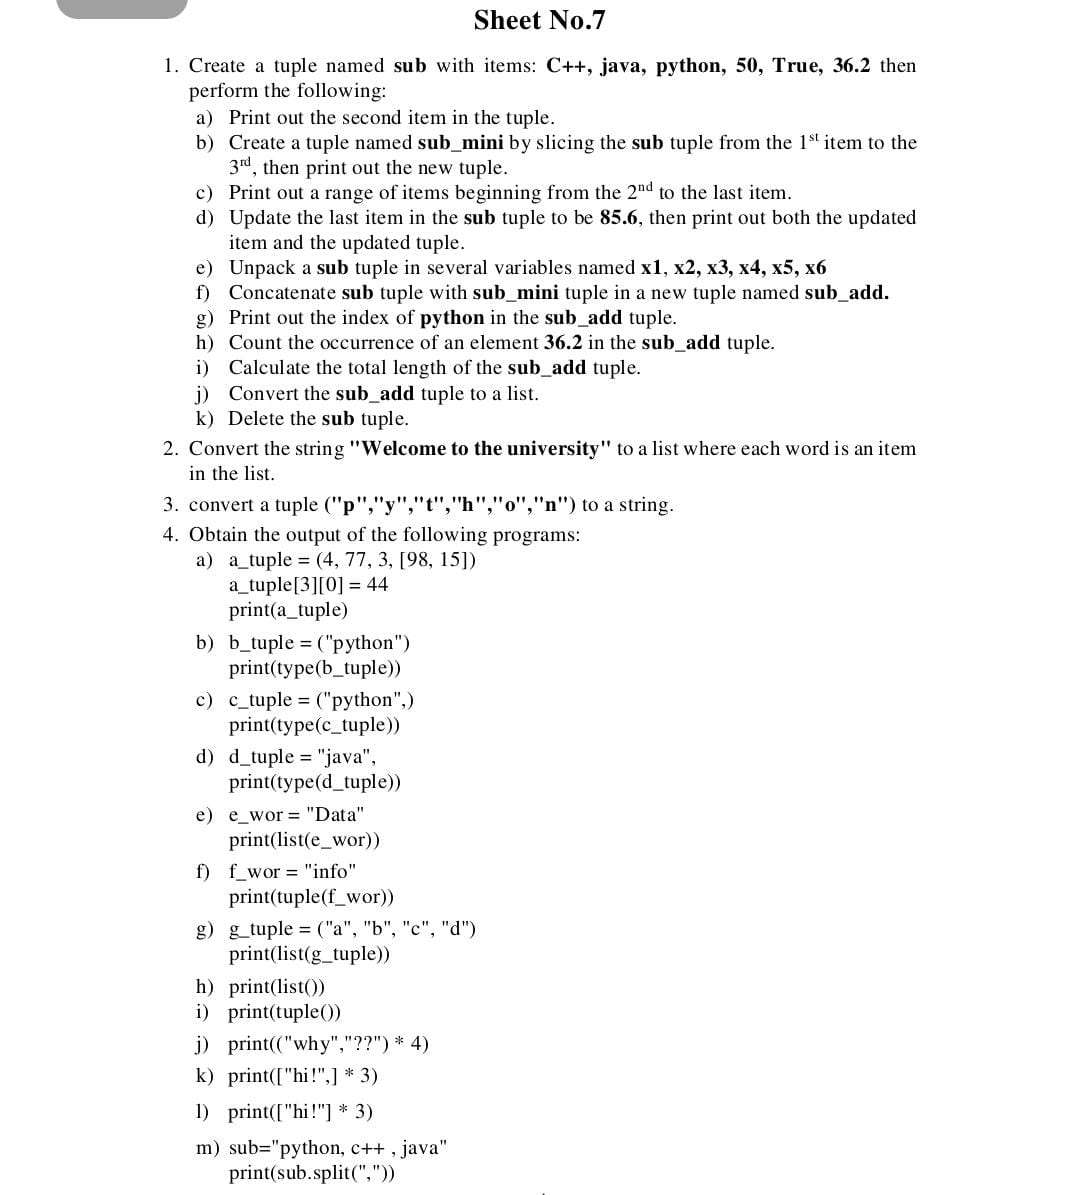 Sheet No.7
1. Create a tuple named sub with items: C++, java, python, 50, True, 36.2 then
perform the following:
a) Print out the second item in the tuple.
b) Create a tuple named sub_mini by slicing the sub tuple from the 1st item to the
3rd, then print out the new tuple.
c) Print out a range of items beginning from the 2nd to the last item.
d) Update the last item in the sub tuple to be 85.6, then print out both the updated
item and the updated tuple.
e) Unpack a sub tuple in several variables named x1, x2, x3, x4, x5, x6
f) Concatenate sub tuple with sub_mini tuple in a new tuple named sub_add.
g) Print out the index of python in the sub_add tuple.
h) Count the occurrence of an element 36.2 in the sub_add tuple.
i) Calculate the total length of the sub_add tuple.
j) Convert the sub_add tuple to a list.
k) Delete the sub tuple.
2. Convert the string "Welcome to the university" to a list where each word is an item
in the list.
3. convert a tuple ("p","y","t","h","o","n") to a string.
4. Obtain the output of the following programs:
a) a_tuple = (4, 77, 3, [98, 15])
a_tuple[3][0] = 44
print(a_tuple)
b) b_tuple = ("python")
print(type(b_tuple))
c) c_tuple = ("python",)
print(type(c_tuple))
d) d_tuple = "java",
print(type(d_tuple))
e) e_wor = "Data"
print(list(e_wor))
f) f_wor = "info"
print(tuple(f_wor))
g) g_tuple = ("a", "b", "c", "d")
print(list(g_tuple))
h) print(list())
i) print(tuple())
j) print(("why","??") * 4)
k) print(["hi!",] * 3)
l) print(["hi!"] * 3)
m) sub="python, c++ , java"
print(sub.split(","))